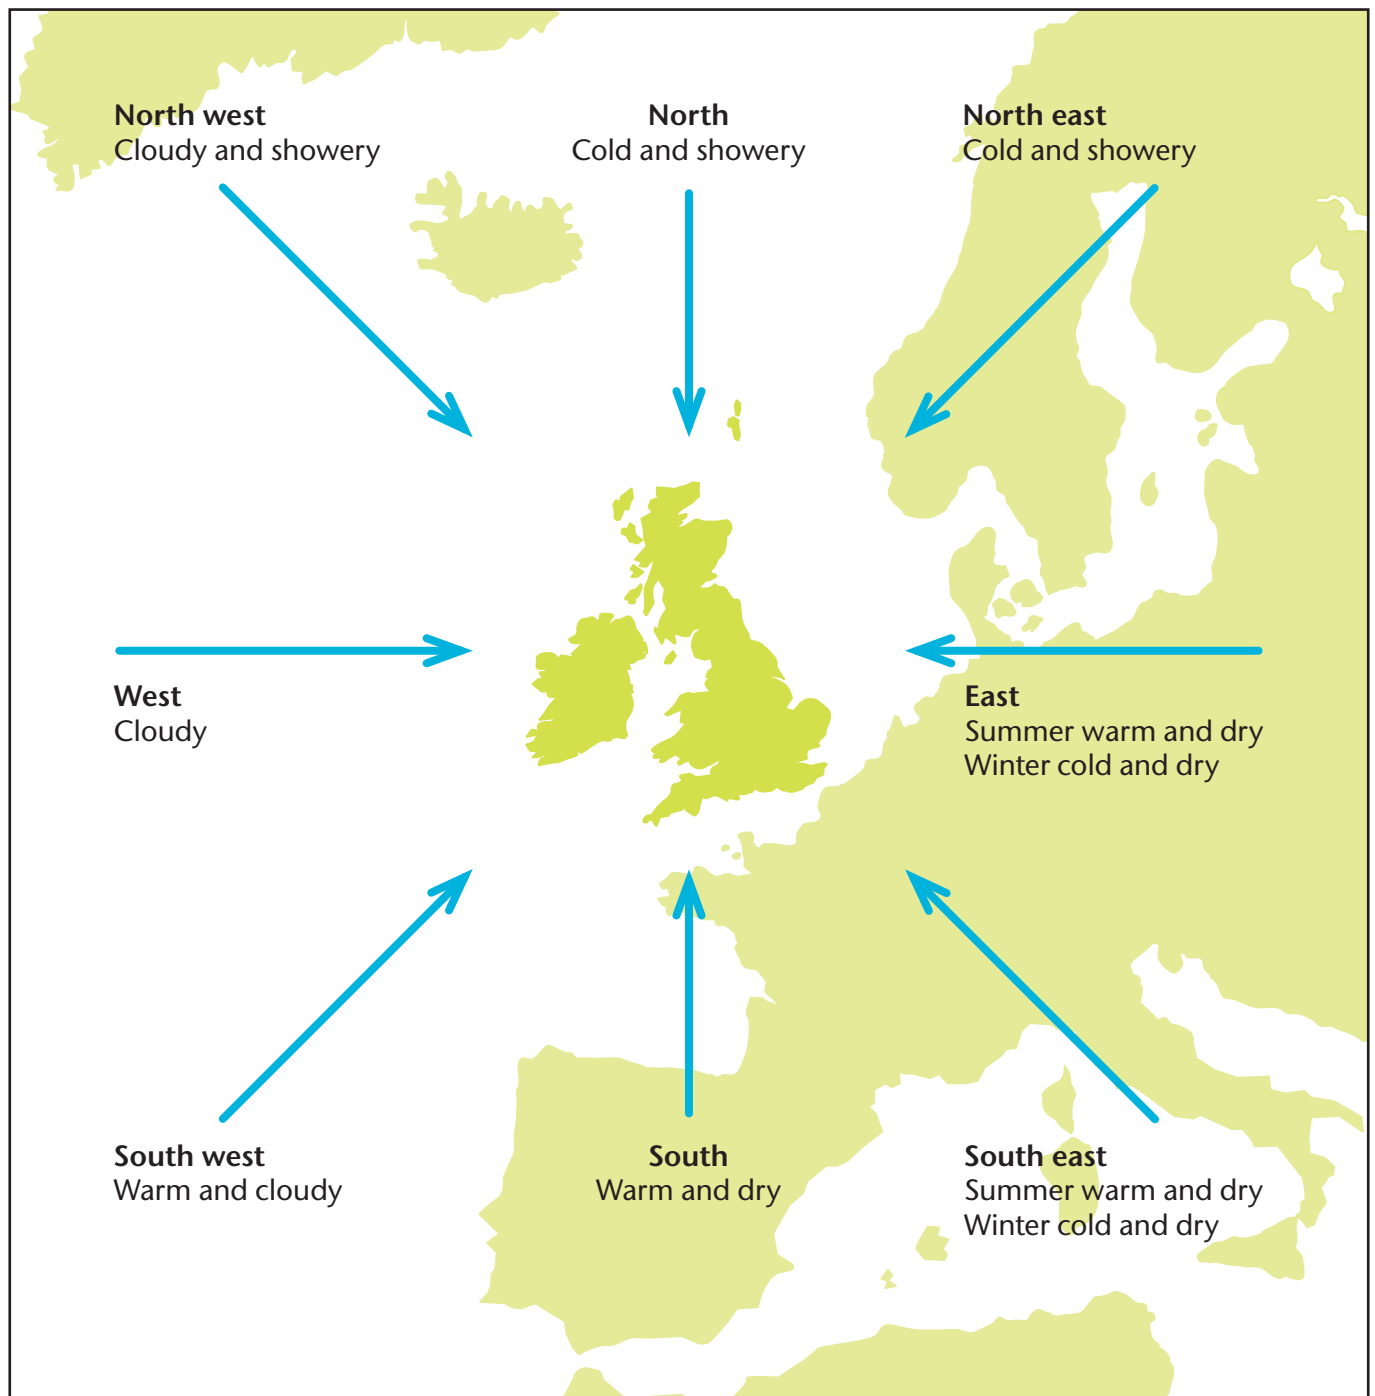 North west
Cloudy and showery
North
Cold and showery
North east
Cold and showery
West
Cloudy
East
Summer warm and dry
Winter cold and dry
South west
Warm and cloudy
South
Warm and dry
South east
Summer warm and dry
Winter cold and dry